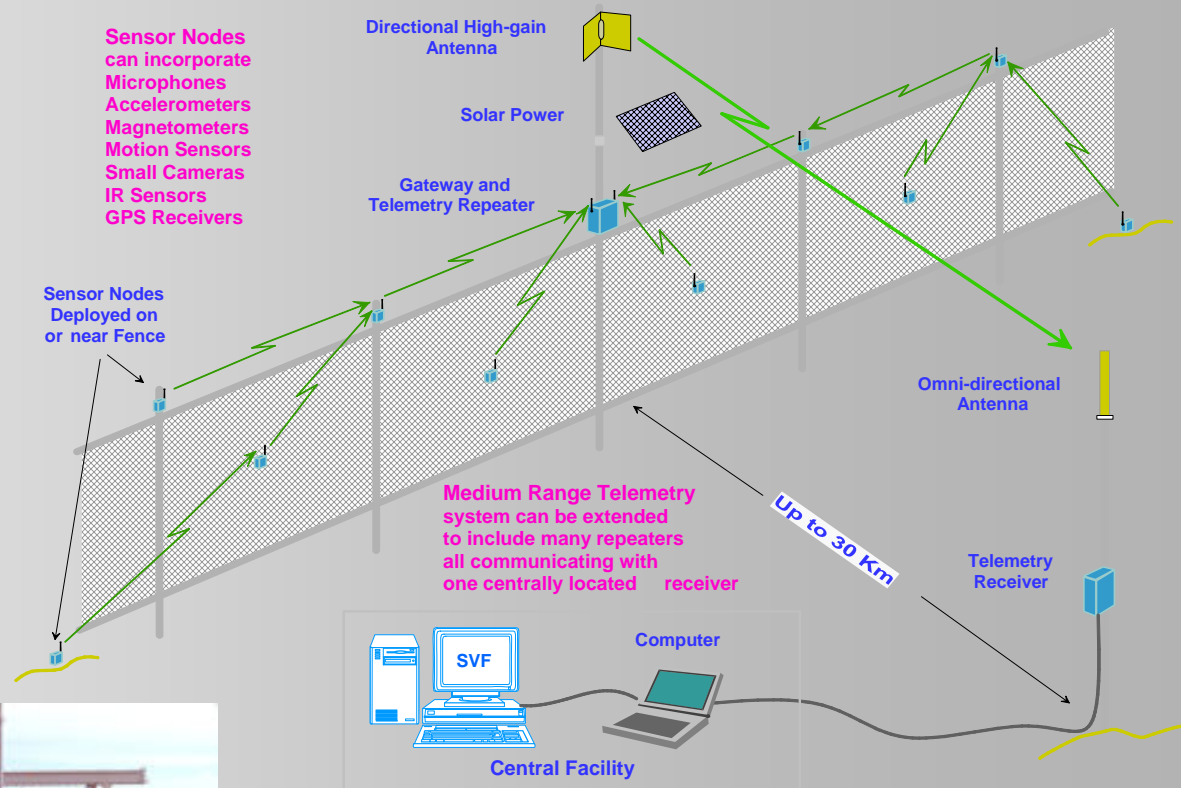 Sensor Nodes
can incorporate
Microphones
Accelerometers
Magnetometers
Motion Sensors
Small Cameras
IR Sensors
GPS Receivers
Directional High-gain
Antenna
Solar Power
Gateway and
Telemetry Repeater
Sensor Nodes
Deployed on
or near Fence
Omni-directional
Antenna
Medium Range Telemetry
system can be extended
to include many repeaters
all communicating with
one centrally located receiver
Up to 30 Km
Telemetry
Receiver
Computer
SVF
Central Facility